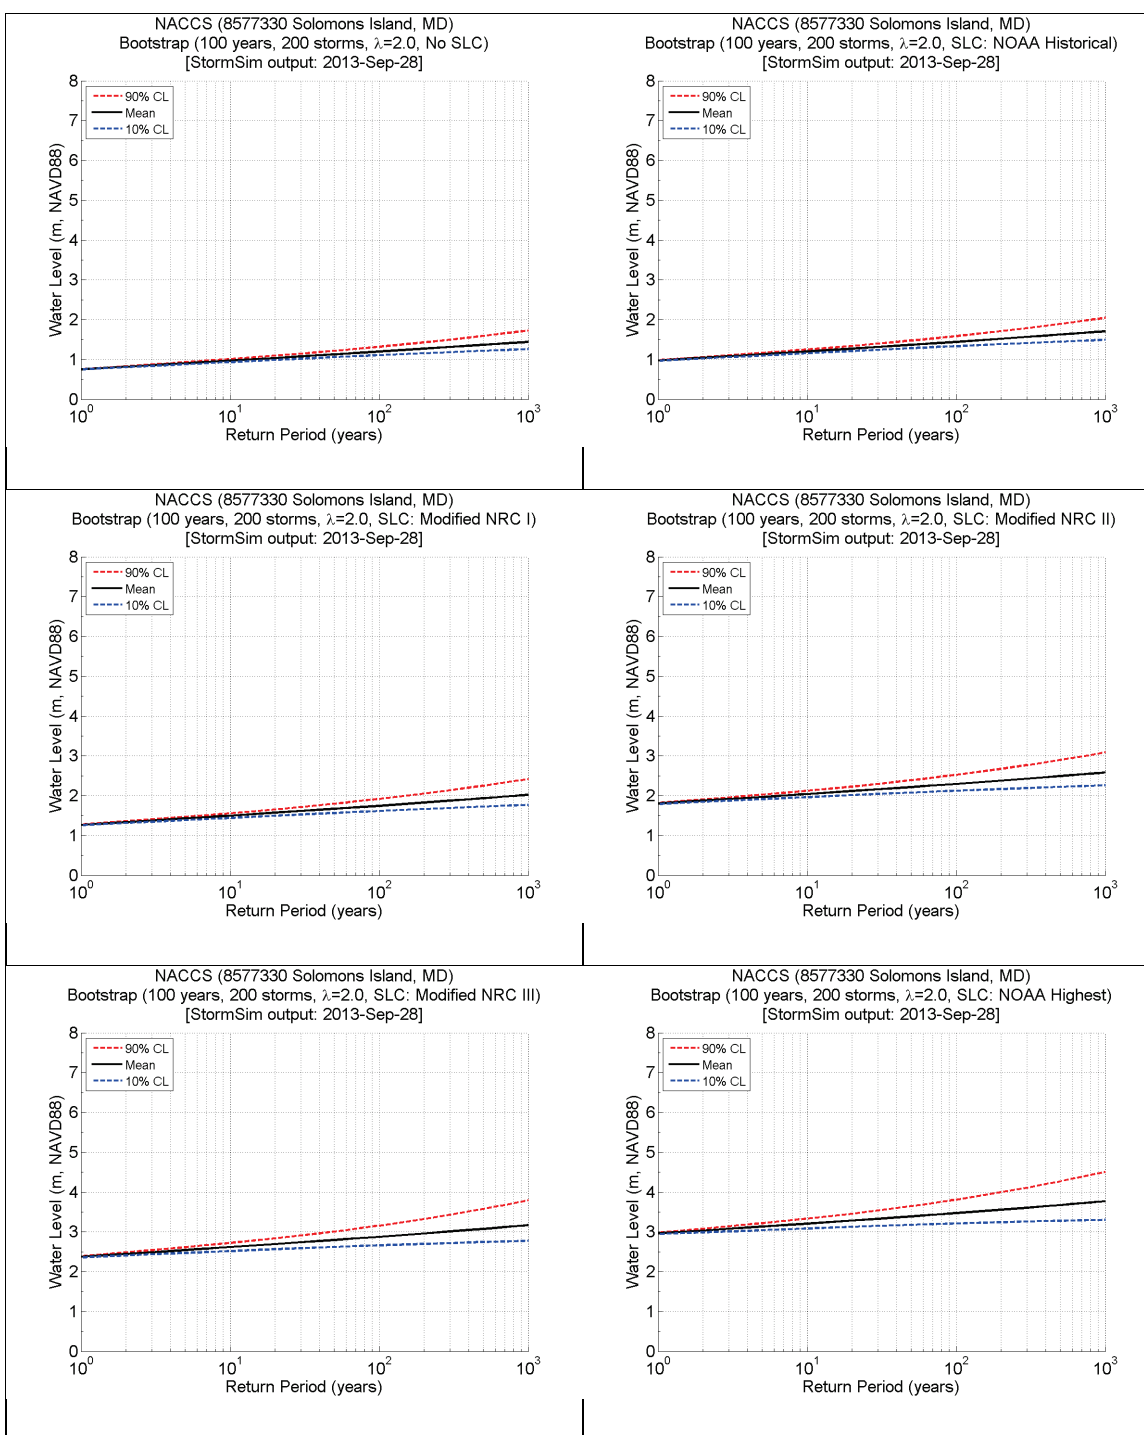 NACCS (8577330 Solomons Island, MD)
Bootstrap (100 years, 200 storms, λ=2.0, No SLC)
[StormSim output: 2013-Sep-28]
8
7
6
5
4
3
2
1
0
Water Level (m, NAVD88)
90% CL
Mean
10% CL
10^0 10^1 10^2 10^3
Return Period (years)
NACCS (8577330 Solomons Island, MD)
Bootstrap (100 years, 200 storms, λ=2.0, SLC: NOAA Historical)
[StormSim output: 2013-Sep-28]
8
7
6
5
4
3
2
1
0
Water Level (m, NAVD88)
90% CL
Mean
10% CL
10^0 10^1 10^2 10^3
Return Period (years)
NACCS (8577330 Solomons Island, MD)
Bootstrap (100 years, 200 storms, λ=2.0, SLC: Modified NRC I)
[StormSim output: 2013-Sep-28]
8
7
6
5
4
3
2
1
0
Water Level (m, NAVD88)
90% CL
Mean
10% CL
10^0 10^1 10^2 10^3
Return Period (years)
NACCS (8577330 Solomons Island, MD)
Bootstrap (100 years, 200 storms, λ=2.0, SLC: Modified NRC II)
[StormSim output: 2013-Sep-28]
8
7
6
5
4
3
2
1
0
Water Level (m, NAVD88)
90% CL
Mean
10% CL
10^0 10^1 10^2 10^3
Return Period (years)
NACCS (8577330 Solomons Island, MD)
Bootstrap (100 years, 200 storms, λ=2.0, SLC: Modified NRC III)
[StormSim output: 2013-Sep-28]
8
7
6
5
4
3
2
1
0
Water Level (m, NAVD88)
90% CL
Mean
10% CL
10^0 10^1 10^2 10^3
Return Period (years)
NACCS (8577330 Solomons Island, MD)
Bootstrap (100 years, 200 storms, λ=2.0, SLC: NOAA Highest)
[StormSim output: 2013-Sep-28]
8
7
6
5
4
3
2
1
0
Water Level (m, NAVD88)
90% CL
Mean
10% CL
10^0 10^1 10^2 10^3
Return Period (years)